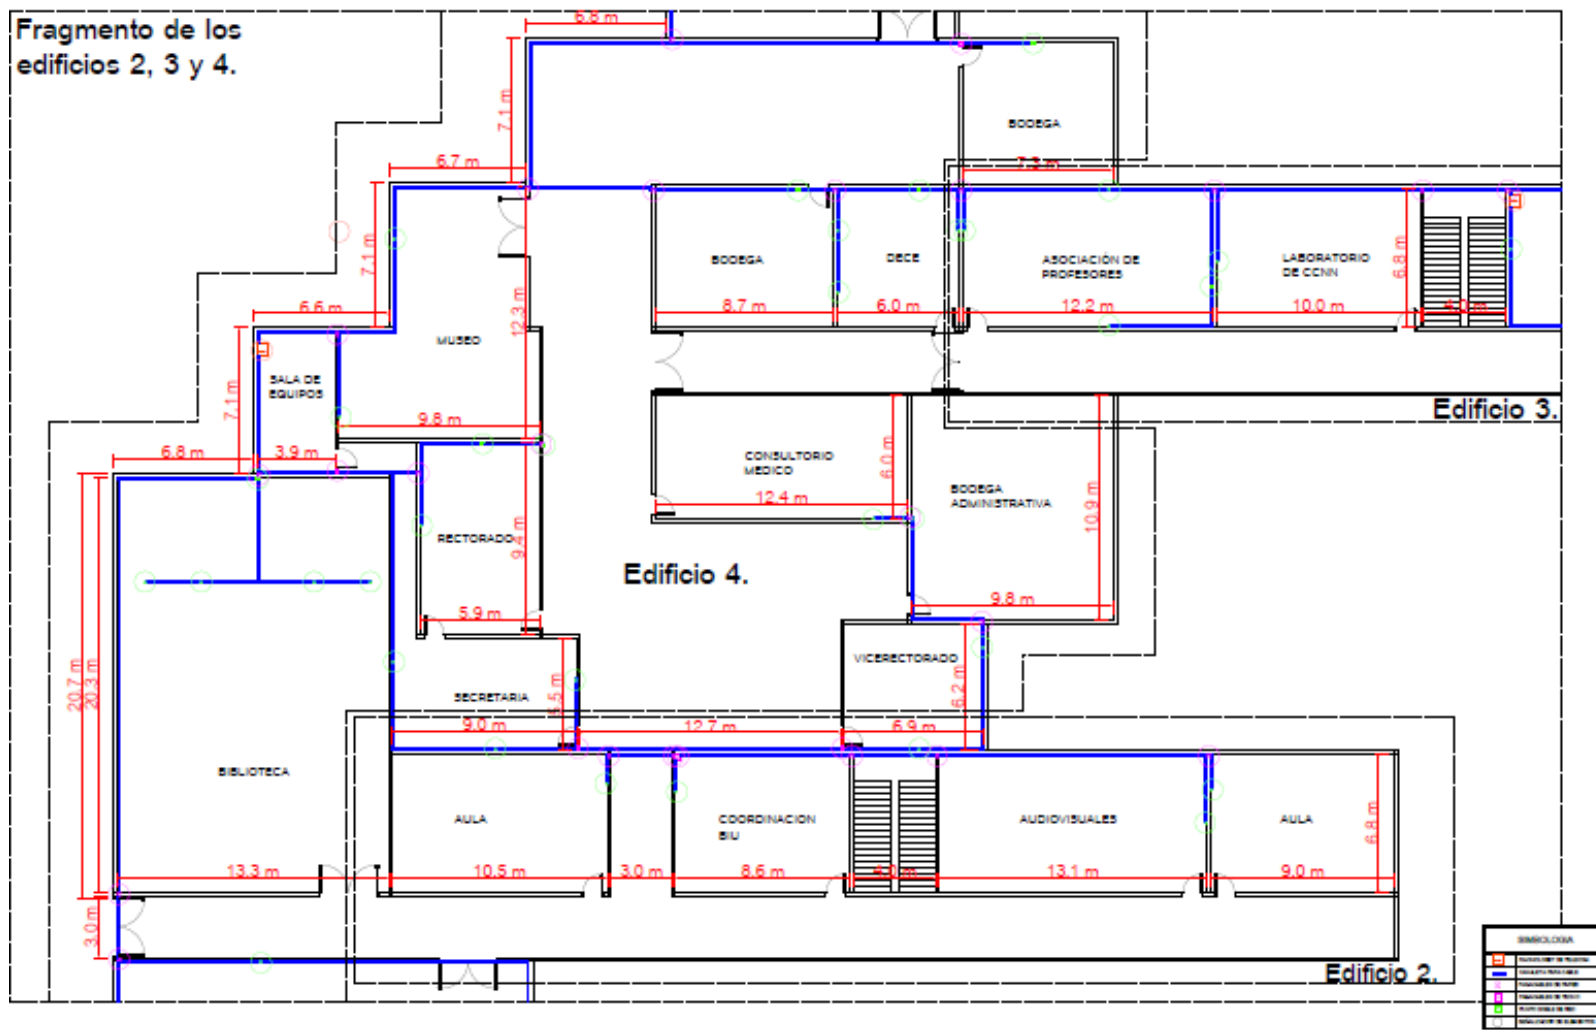 Fragmento de los
edificios 2, 3 y 4.
6.8 m
7.1 m
BODEGA
7.3 m
6.7 m
7.1 m
12.3 m
MUSEO
9.8 m
BODEGA
8.7 m
DECE
6.0 m
ASOCIACIÓN DE
PROFESORES
12.2 m
LABORATORIO
DE CCNN
10.0 m
6.8 m
4.0 m
6.6 m
7.1 m
SALA DE
EQUIPOS
6.8 m
3.9 m
Edificio 3.
CONSULTORIO
MEDICO
12.4 m
6.0 m
BODEGA
ADMINISTRATIVA
10.9 m
9.8 m
RECTORADO
9.4 m
5.9 m
Edificio 4.
20.7 m
20.3 m
SECRETARIA
5.5 m
9.0 m
12.7 m
VICERECTORADO
6.2 m
6.9 m
BIBLIOTECA
13.3 m
AULA
10.5 m
3.0 m
COORDINACION
BIU
8.6 m
4.0 m
AUDIOVISUALES
13.1 m
AULA
9.0 m
6.8 m
3.0 m
Edificio 2.
SIMBOLOGIA